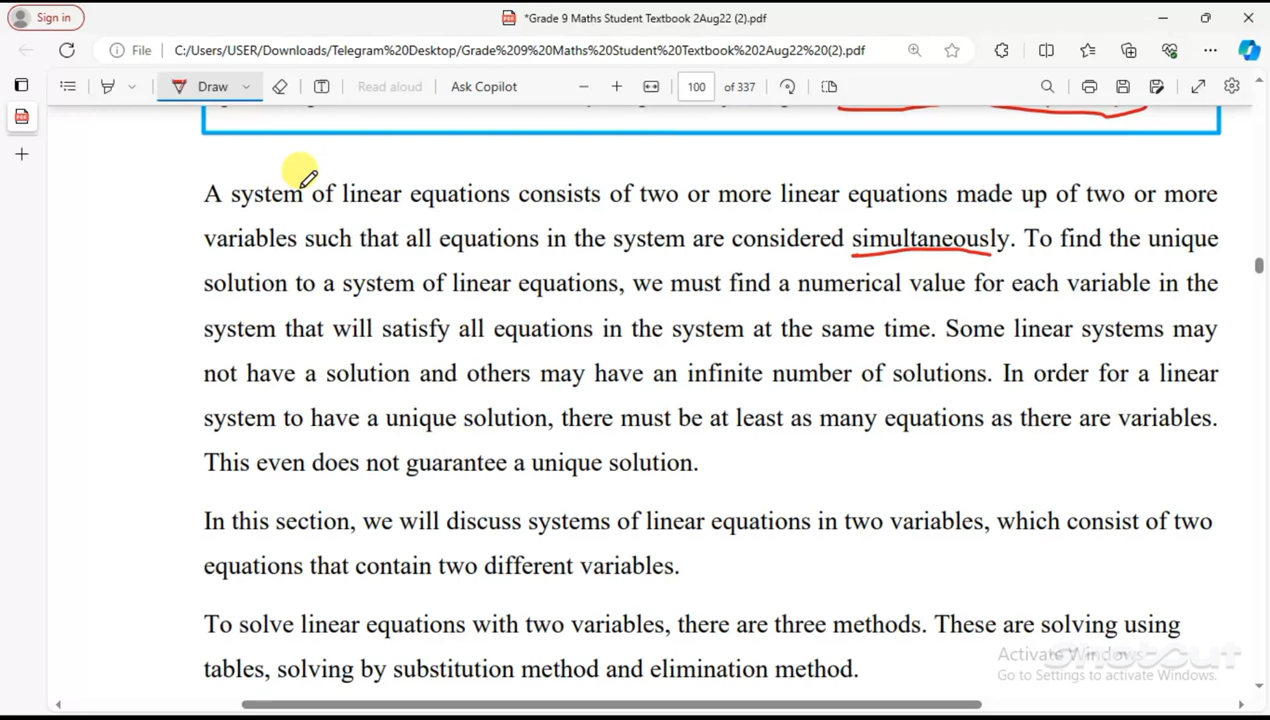 Sign in
*Grade 9 Maths Student Textbook 2Aug22 (2).pdf
File
C:/Users/USER/Downloads/Telegram%20Desktop/Grade%209%20Maths%20Student%20Textbook%202Aug22%20(2).pdf
Draw
Read aloud
Ask Copilot
100 of 337
A system of linear equations consists of two or more linear equations made up of two or more
variables such that all equations in the system are considered simultaneously. To find the unique
solution to a system of linear equations, we must find a numerical value for each variable in the
system that will satisfy all equations in the system at the same time. Some linear systems may
not have a solution and others may have an infinite number of solutions. In order for a linear
system to have a unique solution, there must be at least as many equations as there are variables.
This even does not guarantee a unique solution.
In this section, we will discuss systems of linear equations in two variables, which consist of two
equations that contain two different variables.
To solve linear equations with two variables, there are three methods. These are solving using
tables, solving by substitution method and elimination method.
Activate Windows
Go to Settings to activate Windows.